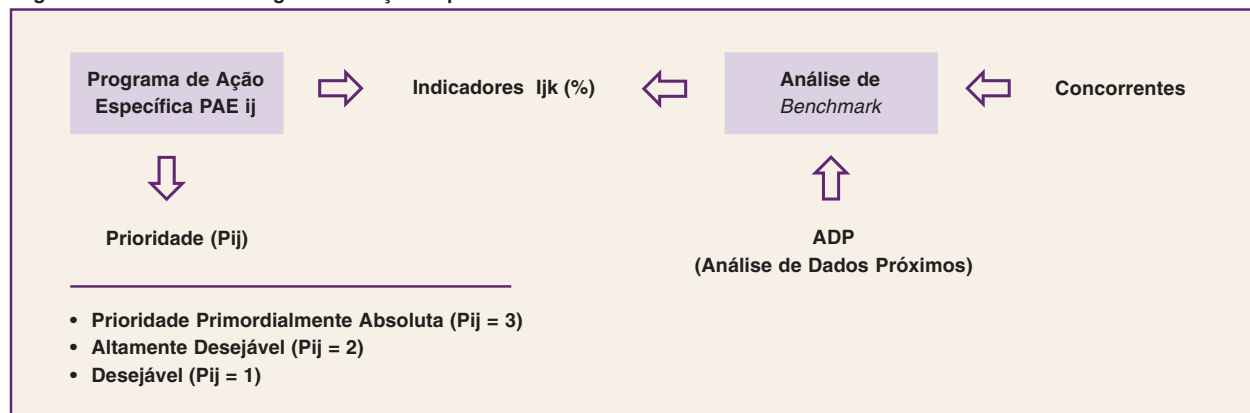 Programa de Ação
Específica PAE ij
Indicadores Ijk (%)
Análise de
Benchmark
Concorrentes
Prioridade (Pij)
ADP
(Análise de Dados Próximos)
• Prioridade Primordialmente Absoluta (Pij = 3)
• Altamente Desejável (Pij = 2)
• Desejável (Pij = 1)